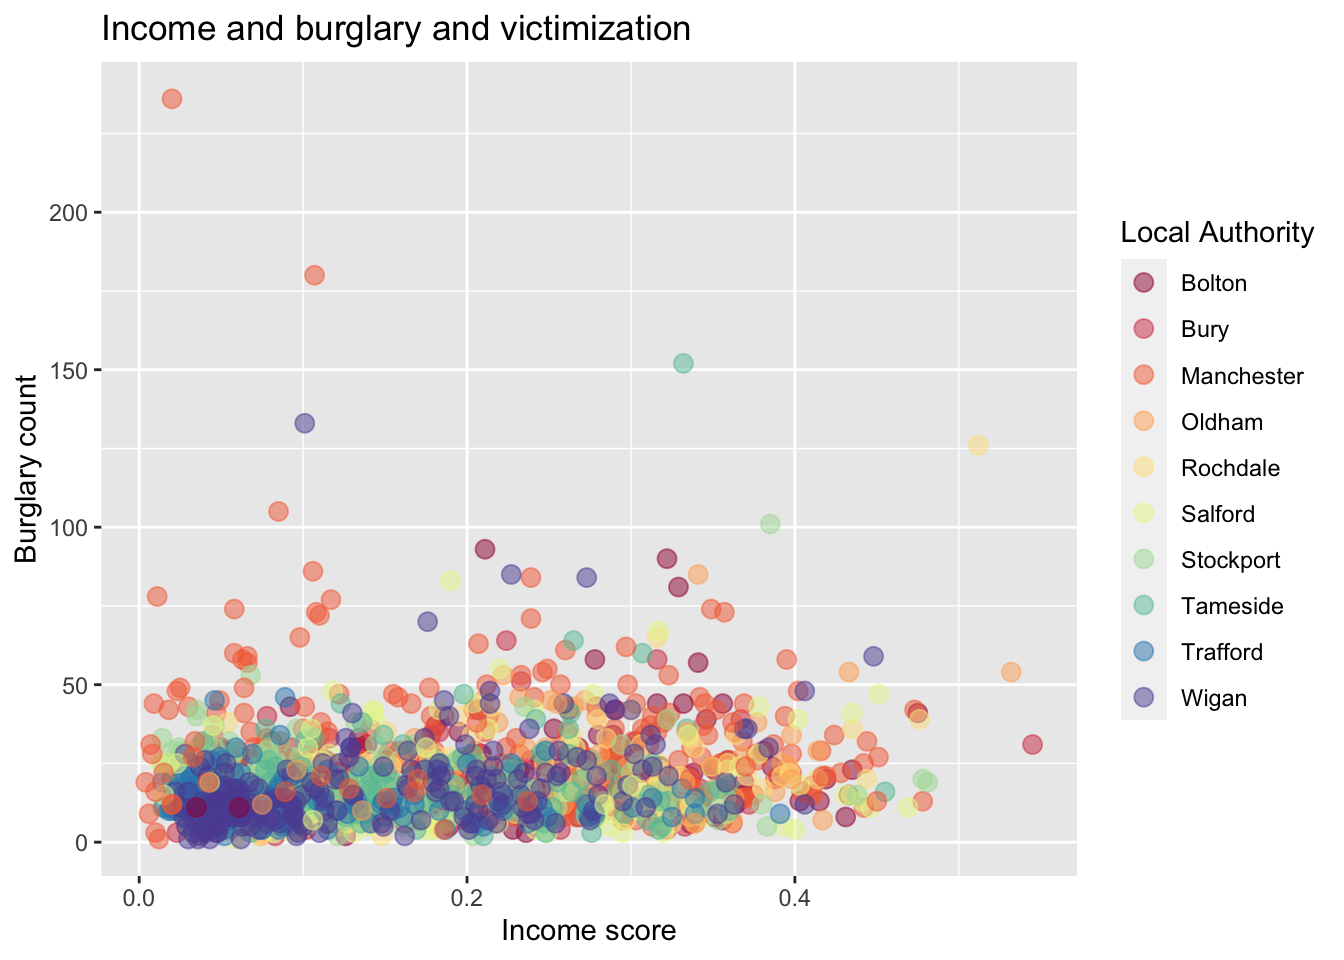 Income and burglary and victimization
200
150
100
50
0
Burglary count
0.0
0.2
0.4
Income score
Local Authority
Bolton
Bury
Manchester
Oldham
Rochdale
Salford
Stockport
Tameside
Trafford
Wigan